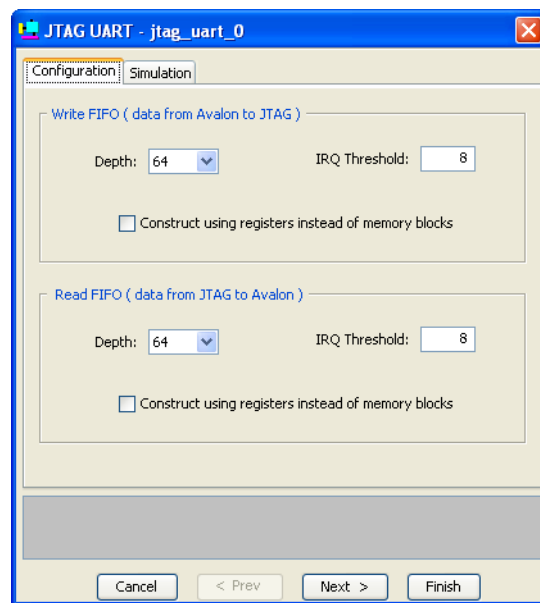 JTAG UART - jtag_uart_0
Configuration Simulation
Write FIFO ( data from Avalon to JTAG )
Depth: 64 IRQ Threshold: 8
Construct using registers instead of memory blocks
Read FIFO ( data from JTAG to Avalon )
Depth: 64 IRQ Threshold: 8
Construct using registers instead of memory blocks
Cancel < Prev Next > Finish